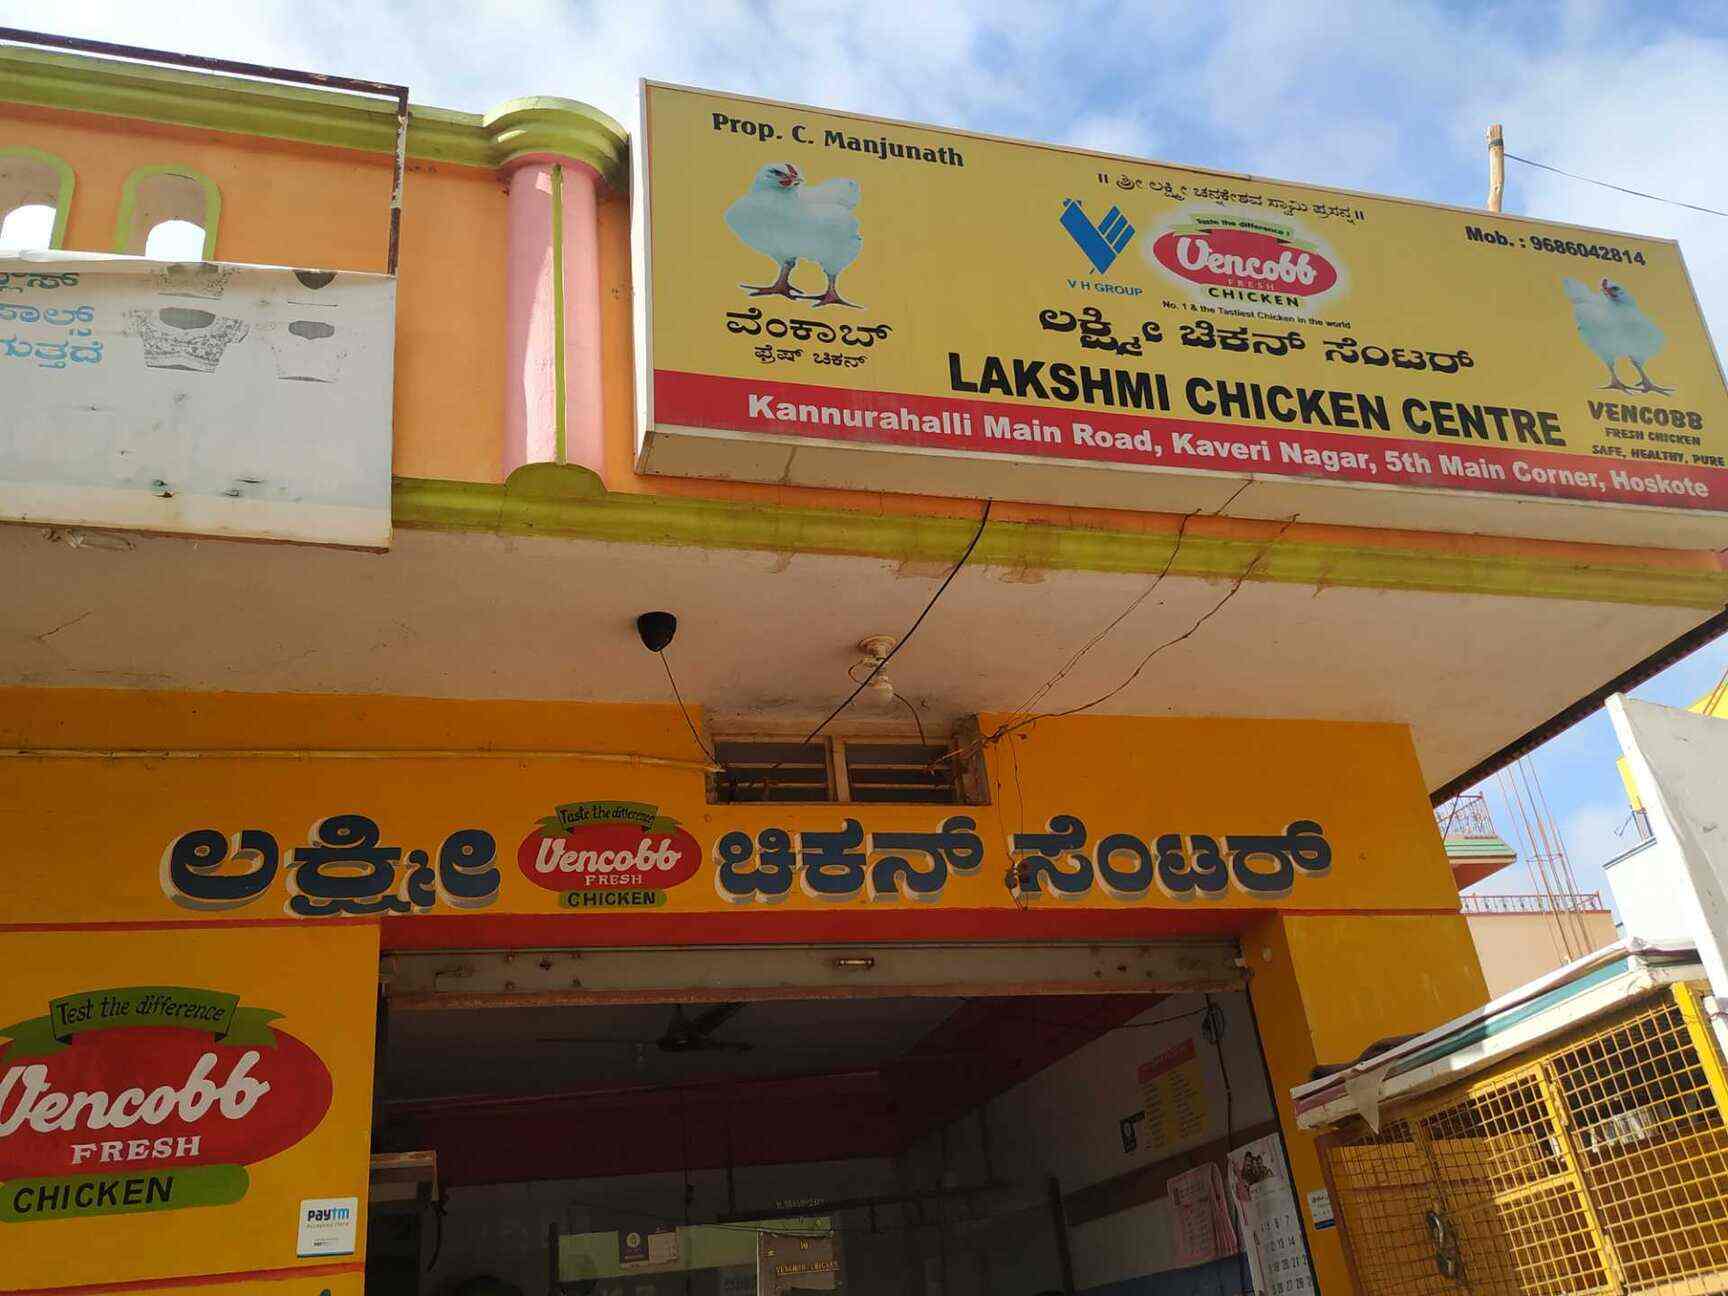 Prop. C. Manjunath
॥ ಶ್ರೀ ಲಕ್ಷ್ಮೀ ಚನ್ನಕೇಶವ ಸ್ವಾಮಿ ಪ್ರಸನ್ನ ॥
Mob. : 9686042814
V H GROUP
Taste the difference !
Vencobb
FRESH
CHICKEN
No. 1 & the Tastiest Chicken in the world
ವೆಂಕಾಬ್
ಫ್ರೆಷ್ ಚಿಕನ್
ಲಕ್ಷ್ಮೀ ಚಿಕನ್ ಸೆಂಟರ್
LAKSHMI CHICKEN CENTRE
VENCOBB
FRESH CHICKEN
SAFE, HEALTHY, PURE
Kannurahalli Main Road, Kaveri Nagar, 5th Main Corner, Hoskote
ಗುತ್ತದೆ
ಲಕ್ಷ್ಮೀ
Taste the difference
Vencobb
FRESH
CHICKEN
ಚಿಕನ್ ಸೆಂಟರ್
Test the difference
Vencobb
FRESH
CHICKEN
paytm
Accepted Here